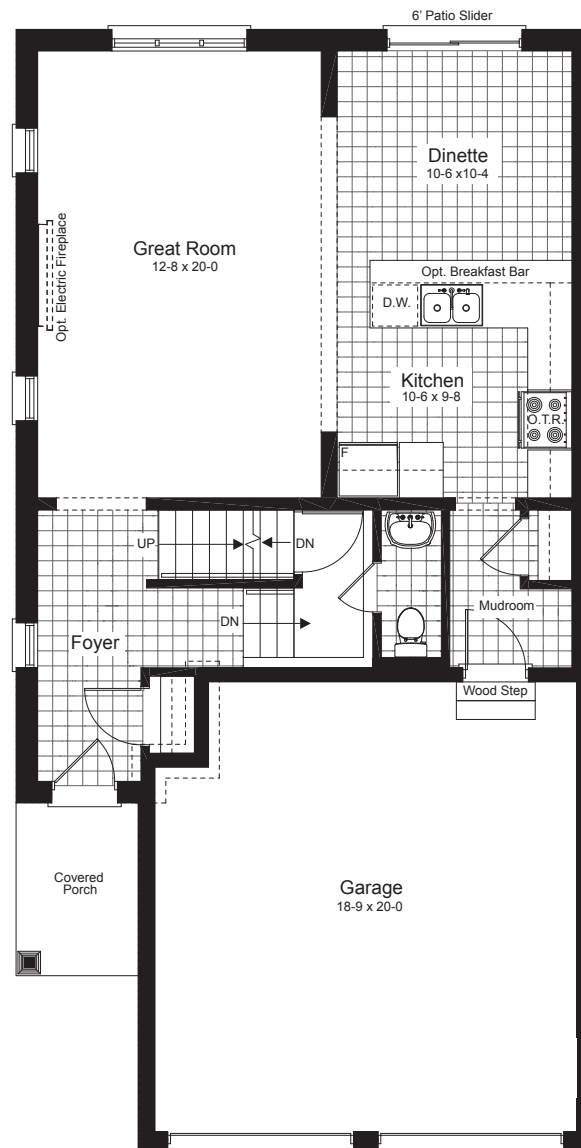 6' Patio Slider
Dinette
10-6 x10-4
Great Room
12-8 x 20-0
Opt. Electric Fireplace
Opt. Breakfast Bar
D.W.
Kitchen
10-6 x 9-8
O.T.R.
F
UP
DN
DN
Foyer
Mudroom
Wood Step
Covered
Porch
Garage
18-9 x 20-0